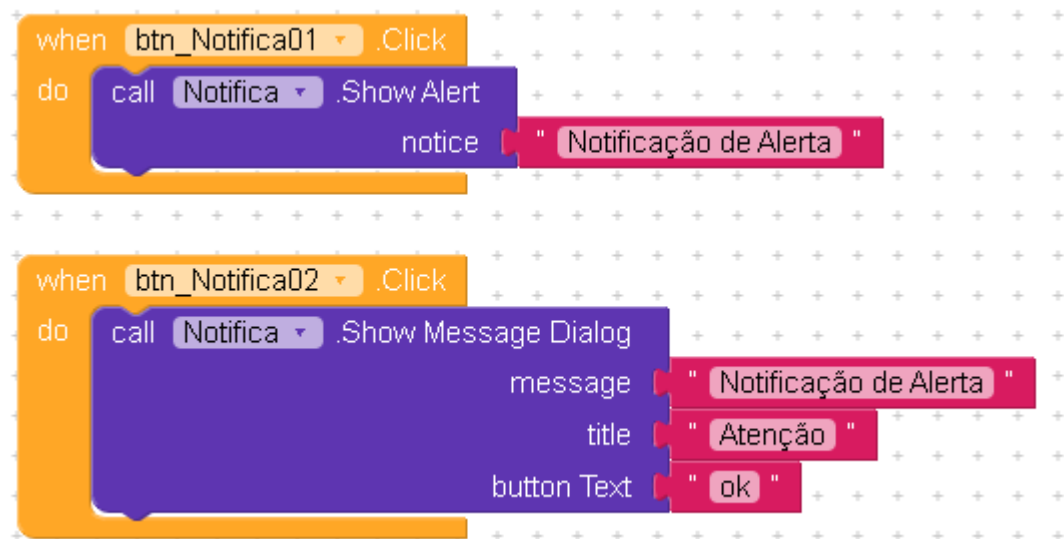 when btn_Notifica01 .Click
do call Notifica .Show Alert
notice " Notificação de Alerta "
when btn_Notifica02 .Click
do call Notifica .Show Message Dialog
message " Notificação de Alerta "
title " Atenção "
button Text " ok "